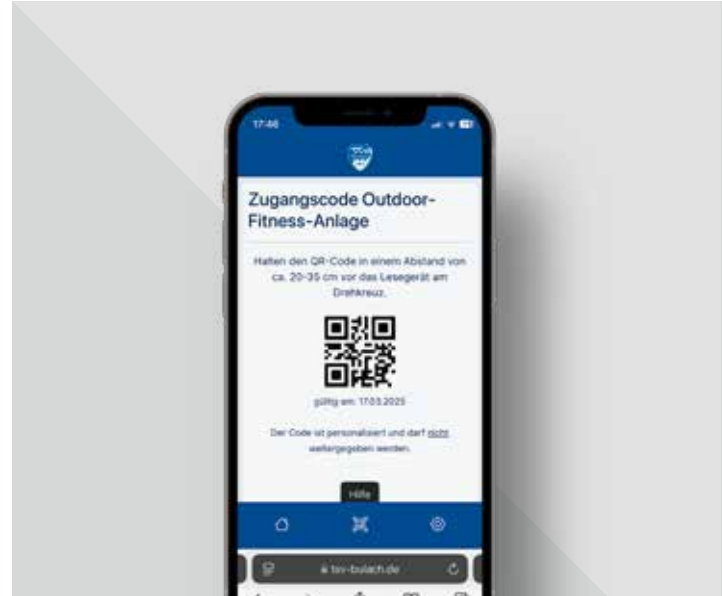 17:46
Zugangscode Outdoor-
Fitness-Anlage
Halten den QR-Code in einem Abstand von
ca. 20-35 cm vor das Lesegerät am
Drehkreuz.
gültig am: 17.03.2025
Der Code ist personalisiert und darf nicht
weitergegeben werden.
Hilfe
tsv-bulach.de